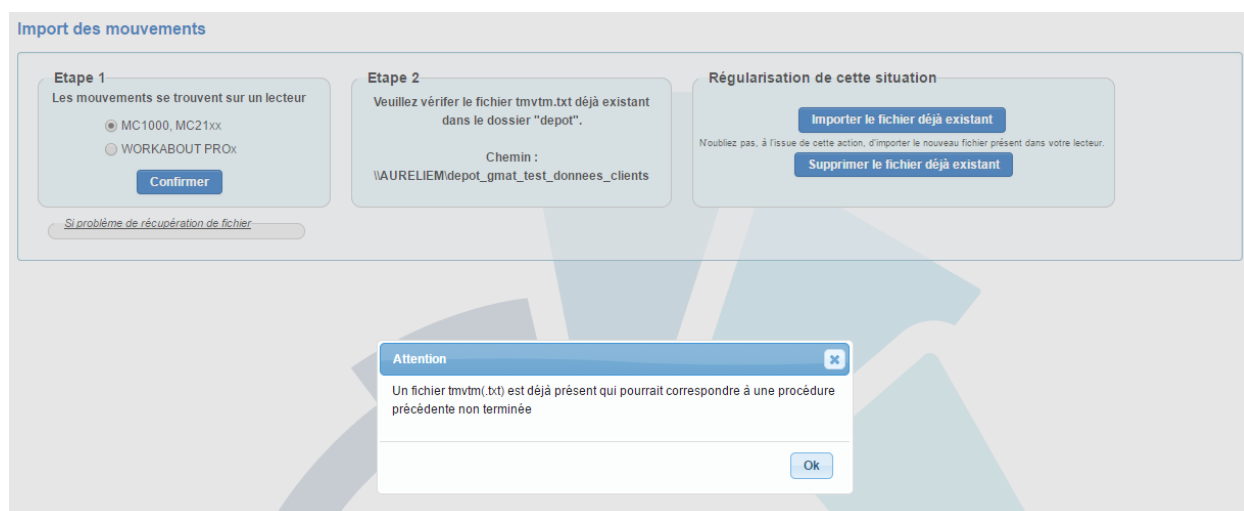 Import des mouvements
Etape 1
Les mouvements se trouvent sur un lecteur
MC1000, MC21xx
WORKABOUT PROx
Confirmer
Si problème de récupération de fichier
Etape 2
Veuillez vérifer le fichier tmvtm.txt déjà existant
dans le dossier "depot".
Chemin :
\\AURELIEM\depot_gmat_test_donnees_clients
Régularisation de cette situation
Importer le fichier déjà existant
N'oubliez pas, à l'issue de cette action, d'importer le nouveau fichier présent dans votre lecteur.
Supprimer le fichier déjà existant
Attention
Un fichier tmvtm(.txt) est déjà présent qui pourrait correspondre à une procédure
précédente non terminée
Ok